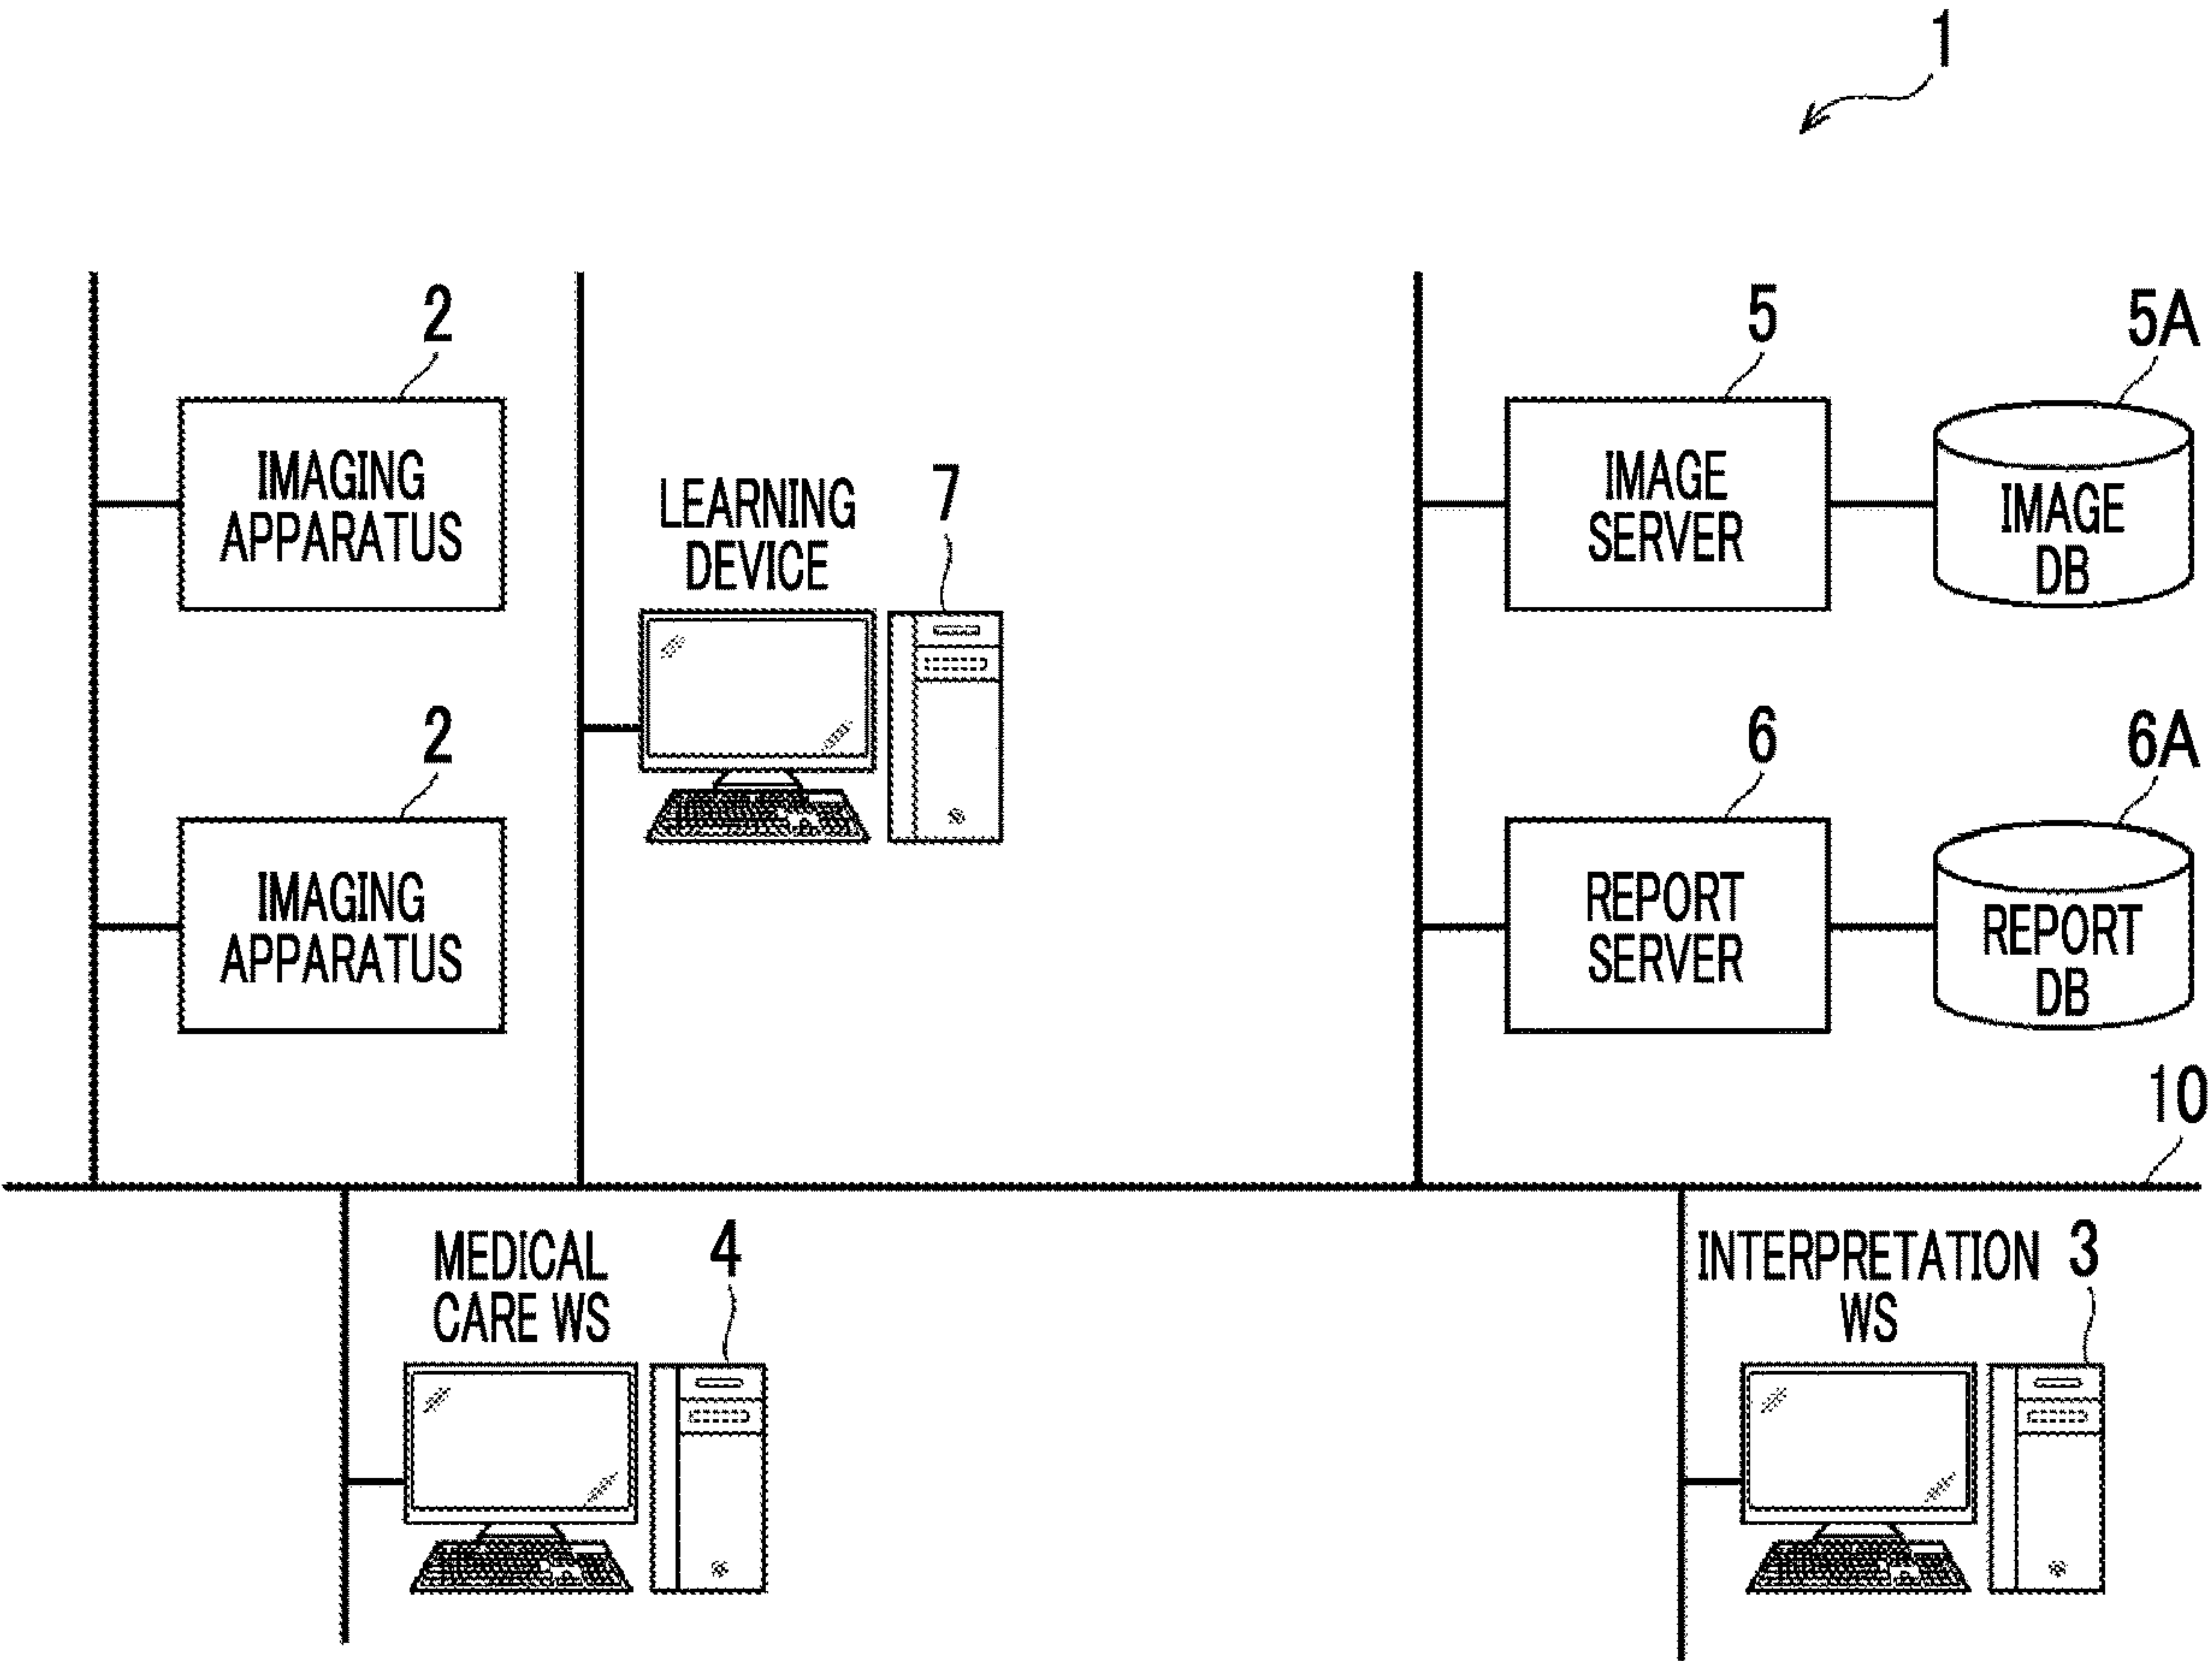 1
2
IMAGING
APPARATUS
2
IMAGING
APPARATUS
LEARNING
DEVICE
7
5
IMAGE
SERVER
5A
IMAGE
DB
6
REPORT
SERVER
6A
REPORT
DB
10
MEDICAL
CARE WS
4
INTERPRETATION
WS
3